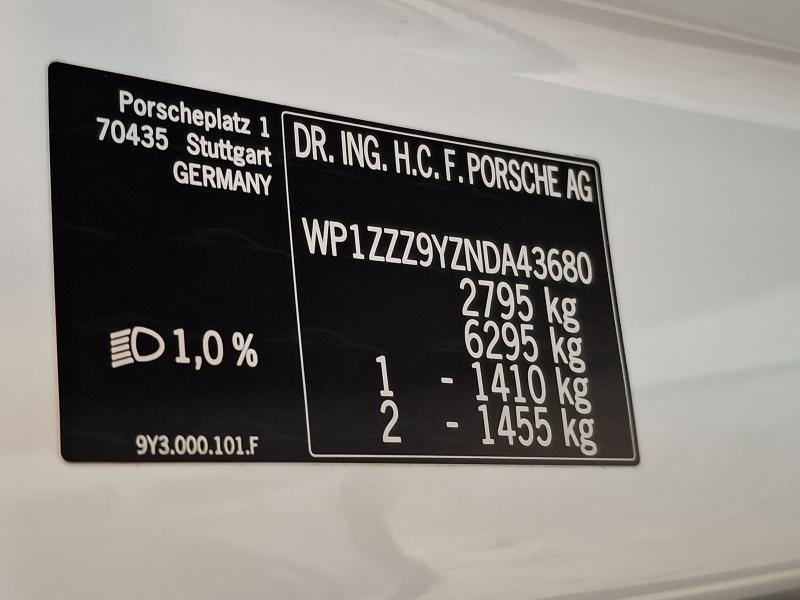 Porscheplatz 1
70435 Stuttgart
GERMANY
1,0 %
9Y3.000.101.F
DR. ING. H.C. F. PORSCHE AG
WP1ZZZ9YZNDA43680
2795 kg
6295 kg
1 - 1410 kg
2 - 1455 kg